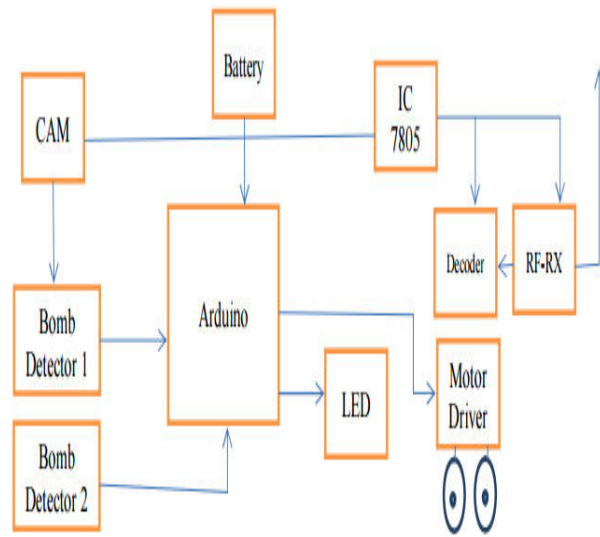 Battery
CAM
IC
7805
Decoder
RF-RX
Arduino
Bomb
Detector 1
LED
Motor
Driver
Bomb
Detector 2